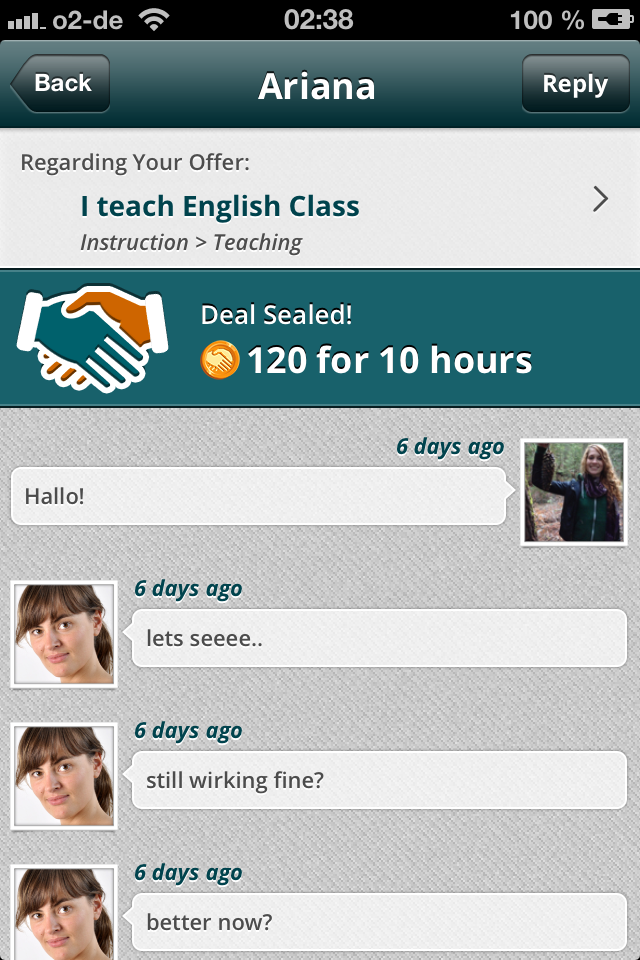 o2-de 02:38 100 %
Back Ariana Reply
Regarding Your Offer:
I teach English Class
Instruction > Teaching
Deal Sealed!
120 for 10 hours
6 days ago
Hallo!
6 days ago
lets seeee..
6 days ago
still wirking fine?
6 days ago
better now?